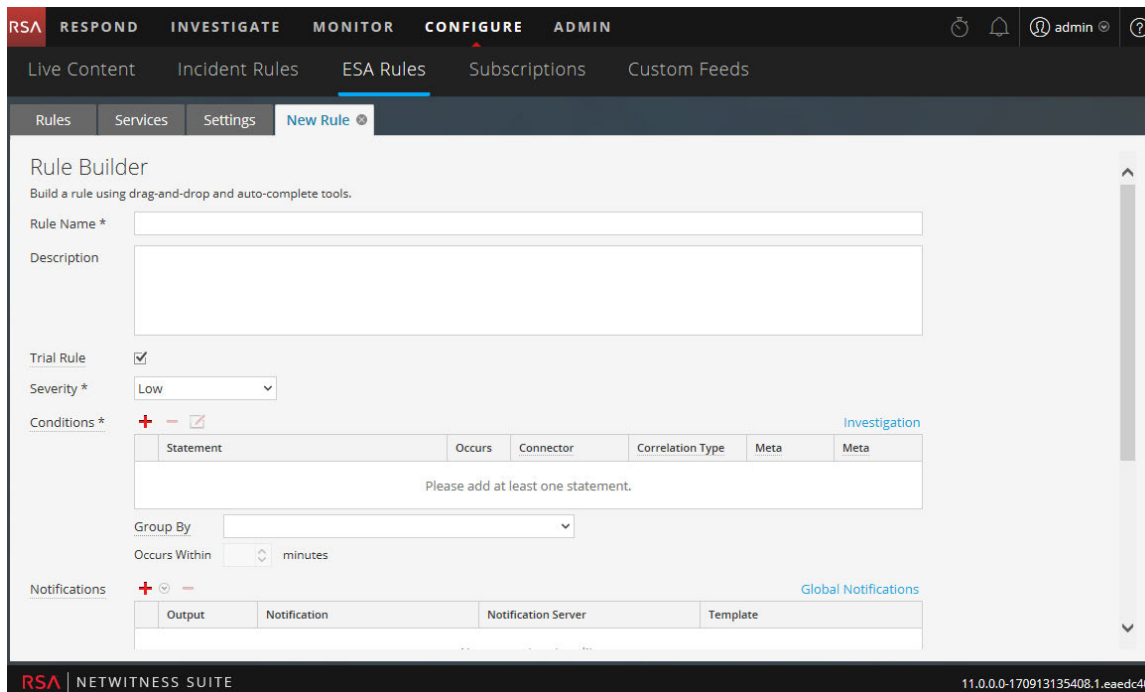 RSA RESPOND INVESTIGATE MONITOR CONFIGURE ADMIN admin
Live Content Incident Rules ESA Rules Subscriptions Custom Feeds
Rules Services Settings New Rule
Rule Builder
Build a rule using drag-and-drop and auto-complete tools.
Rule Name *
Description
Trial Rule
Severity * Low
Conditions * Investigation
Statement Occurs Connector Correlation Type Meta Meta
Please add at least one statement.
Group By
Occurs Within minutes
Notifications Global Notifications
Output Notification Notification Server Template
RSA | NETWITNESS SUITE 11.0.0.0-170913135408.1.eaedc4